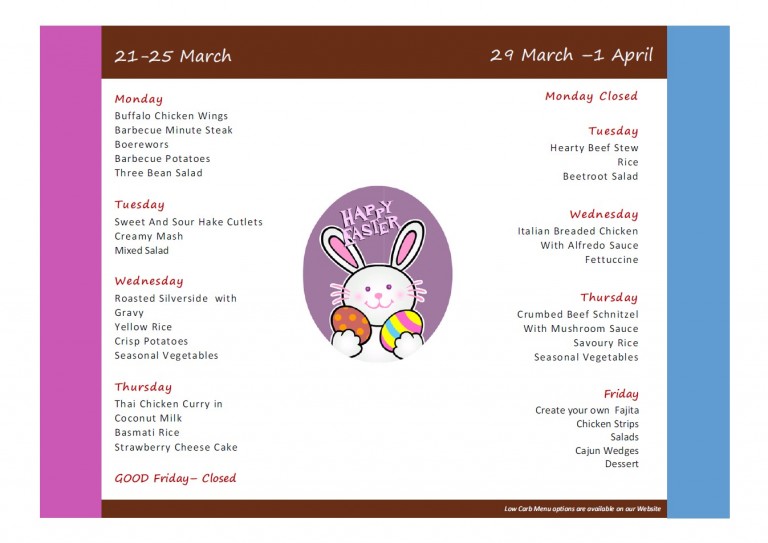 21-25 March
Monday
Buffalo Chicken Wings
Barbecue Minute Steak
Boerewors
Barbecue Potatoes
Three Bean Salad
Tuesday
Sweet And Sour Hake Cutlets
Creamy Mash
Mixed Salad
Wednesday
Roasted Silverside with
Gravy
Yellow Rice
Crisp Potatoes
Seasonal Vegetables
Thursday
Thai Chicken Curry in
Coconut Milk
Basmati Rice
Strawberry Cheese Cake
GOOD Friday– Closed
HAPPY
EASTER
29 March –1 April
Monday Closed
Tuesday
Hearty Beef Stew
Rice
Beetroot Salad
Wednesday
Italian Breaded Chicken
With Alfredo Sauce
Fettuccine
Thursday
Crumbed Beef Schnitzel
With Mushroom Sauce
Savoury Rice
Seasonal Vegetables
Friday
Create your own Fajita
Chicken Strips
Salads
Cajun Wedges
Dessert
Low Carb Menu options are available on our Website